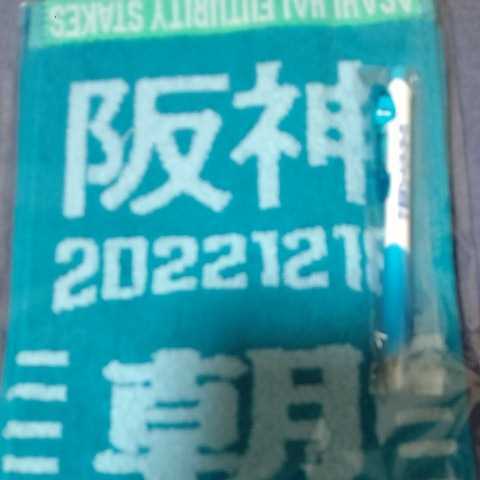 ASAHI HAI FUTURITY STAKES
阪神
2022121
朝